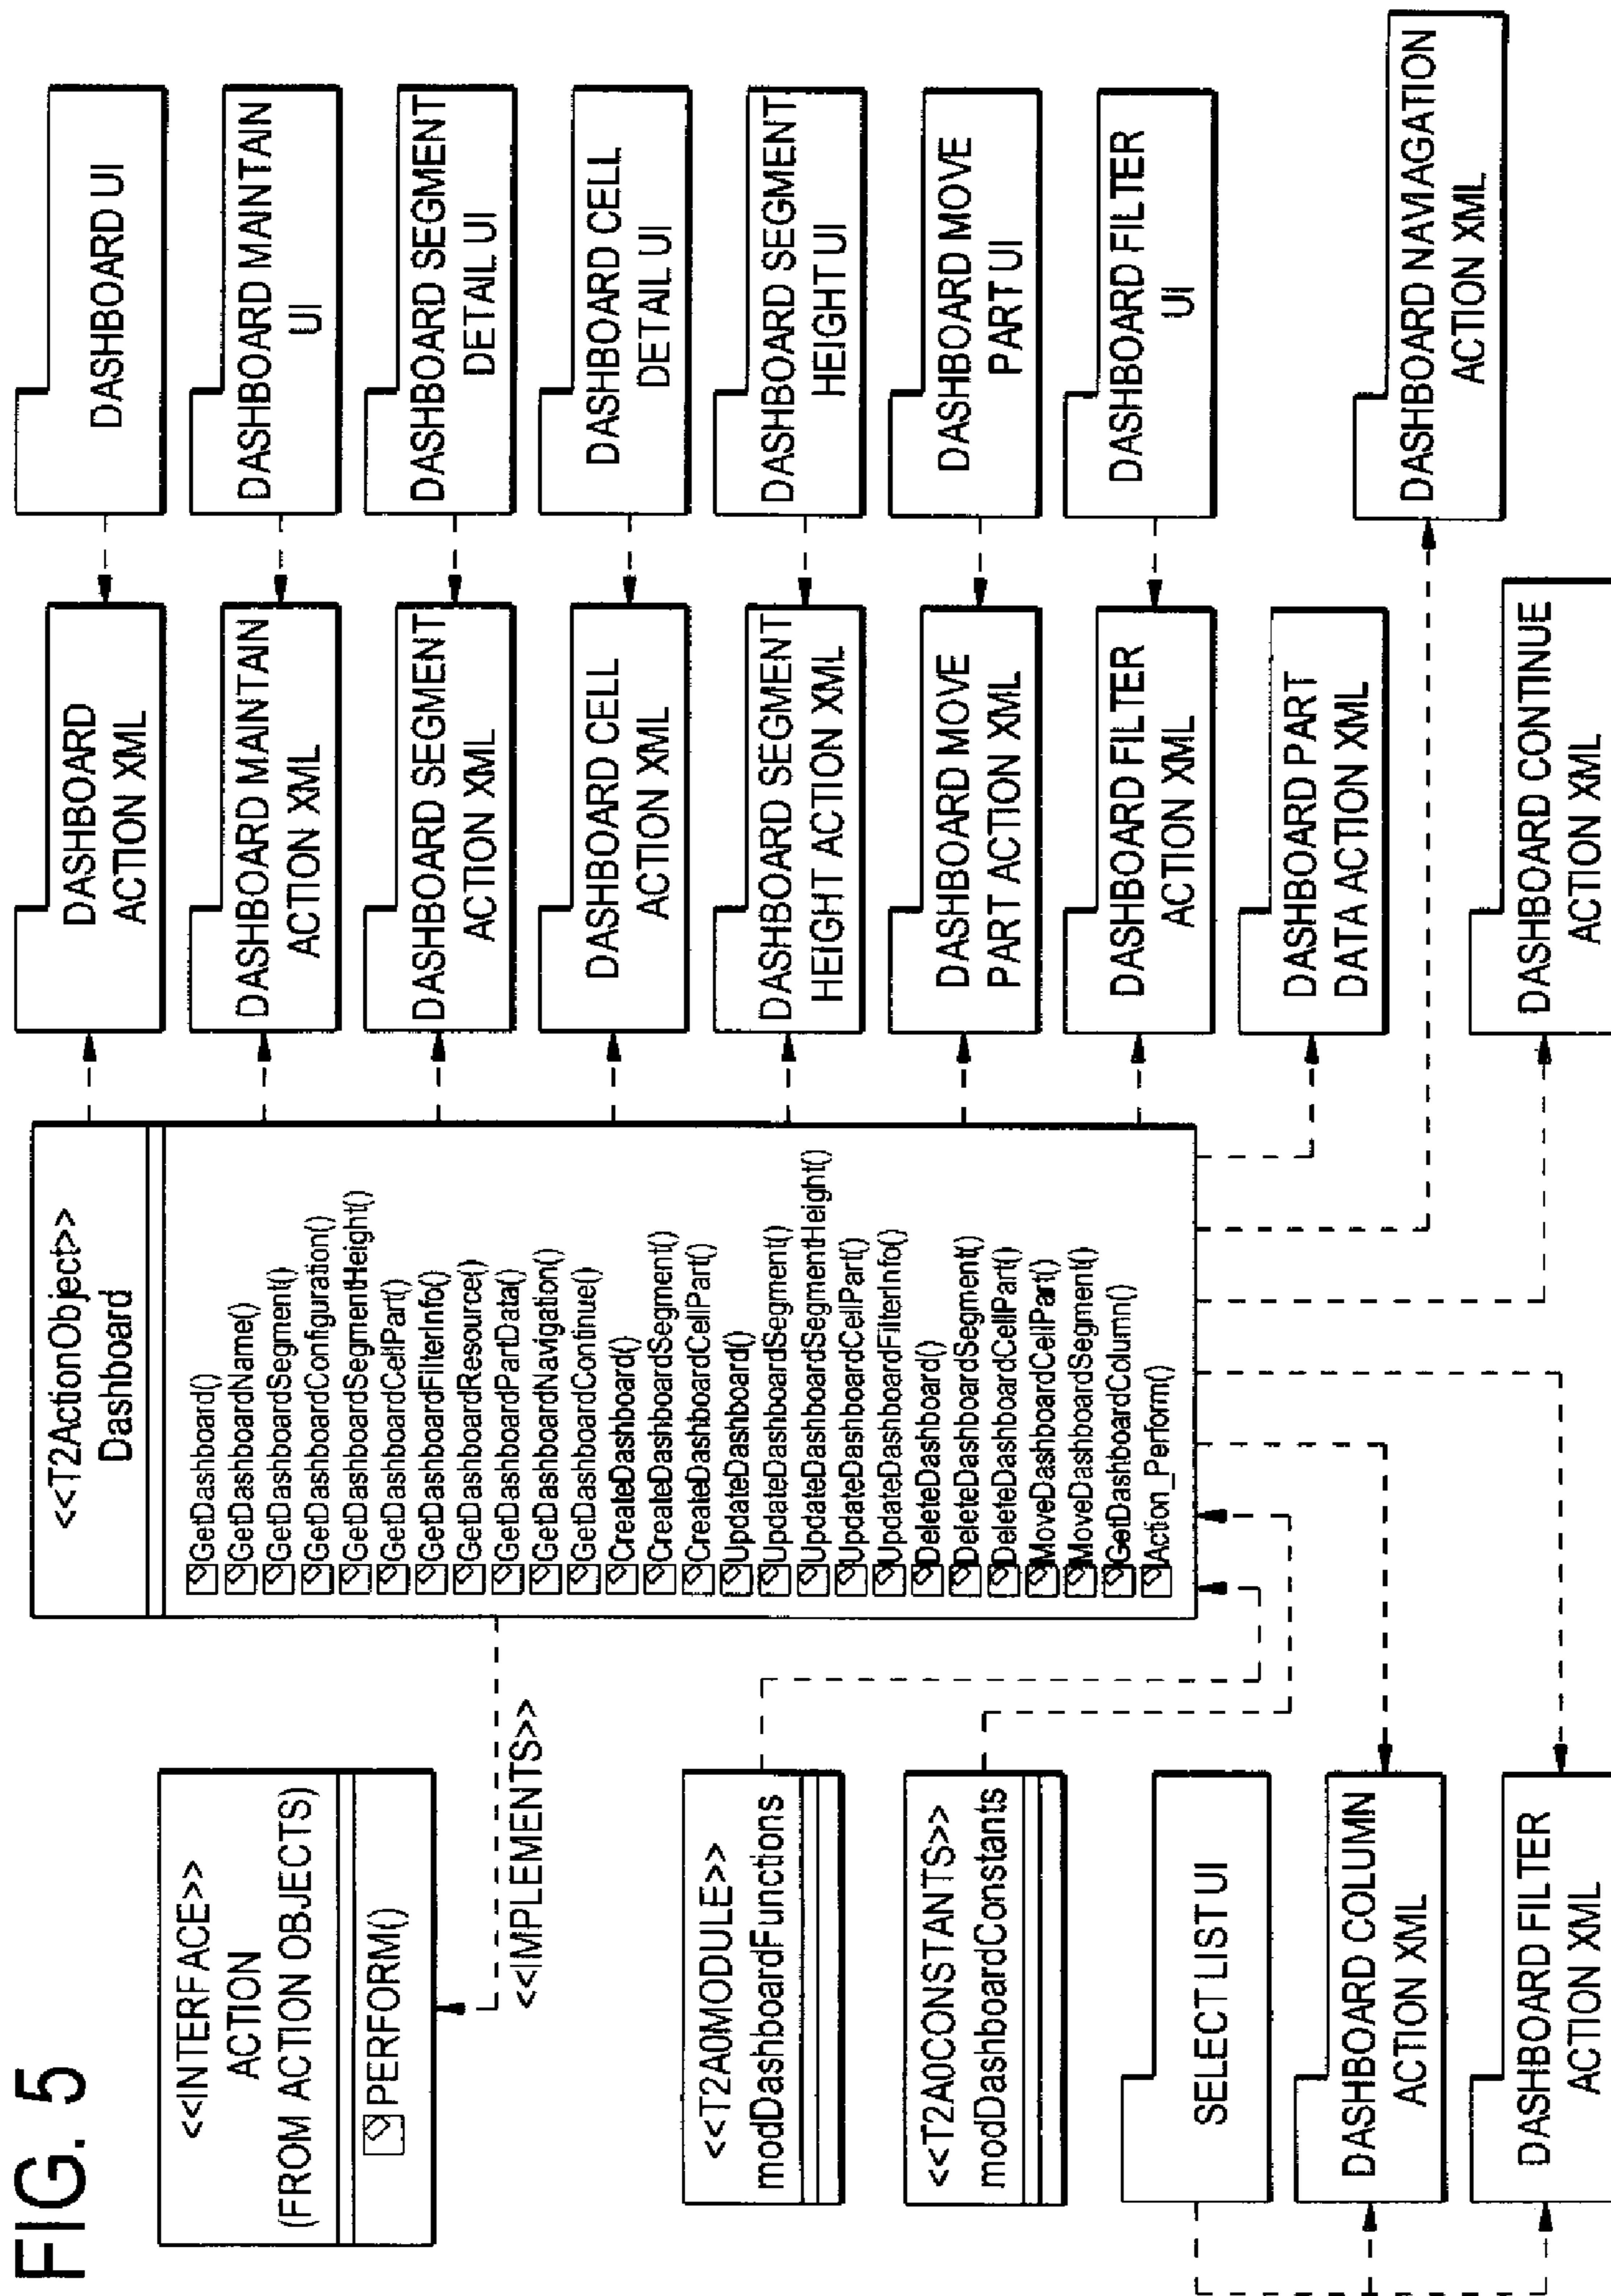 FIG. 5
<<INTERFACE>>
ACTION
(FROM ACTION OBJECTS)
PERFORM()
<<IMPLEMENTS>>
<<T2A0MODULE>>
modDashboardFunctions
<<T2A0CONSTANTS>>
modDashboardConstants
SELECT LIST UI
DASHBOARD COLUMN
ACTION XML
DASHBOARD FILTER
ACTION XML
<<T2ActionObject>>
Dashboard
GetDashboard()
GetDashboardName()
GetDashboardSegment()
GetDashboardConfiguration()
GetDashboardSegmentHeight()
GetDashboardCellPart()
GetDashboardFilterInfo()
GetDashboardResource()
GetDashboardPartData()
GetDashboardNavigation()
GetDashboardContinue()
CreateDashboard()
CreateDashboardSegment()
CreateDashboardCellPart()
UpdateDashboard()
UpdateDashboardSegment()
UpdateDashboardSegmentHeight()
UpdateDashboardCellPart()
UpdateDashboardFilterInfo()
DeleteDashboard()
DeleteDashboardSegment()
DeleteDashboardCellPart()
MoveDashboardCellPart()
MoveDashboardSegment()
GetDashboardColumn()
Action_Perform()
DASHBOARD
ACTION XML
DASHBOARD MAINTAIN
ACTION XML
DASHBOARD SEGMENT
ACTION XML
DASHBOARD CELL
ACTION XML
DASHBOARD SEGMENT
HEIGHT ACTION XML
DASHBOARD MOVE
PART ACTION XML
DASHBOARD FILTER
ACTION XML
DASHBOARD PART
DATA ACTION XML
DASHBOARD CONTINUE
ACTION XML
DASHBOARD UI
DASHBOARD MAINTAIN
UI
DASHBOARD SEGMENT
DETAIL UI
DASHBOARD CELL
DETAIL UI
DASHBOARD SEGMENT
HEIGHT UI
DASHBOARD MOVE
PART UI
DASHBOARD FILTER
UI
DASHBOARD NAVIAGATION
ACTION XML